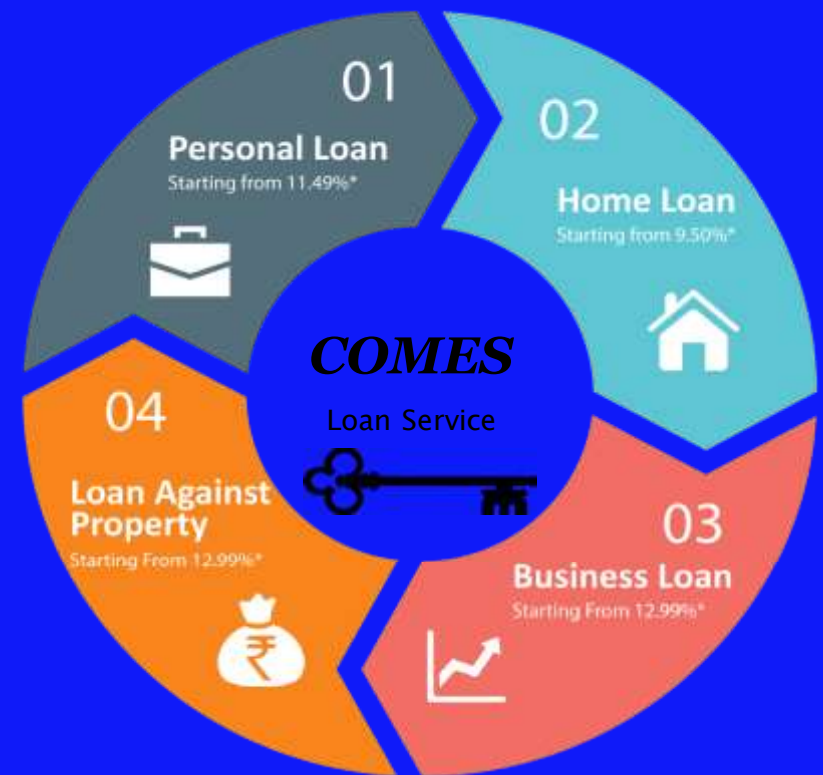 01
Personal Loan
Starting from 11.49%*
02
Home Loan
Starting from 9.50%*
COMES
Loan Service
03
Business Loan
Starting From 12.99%*
04
Loan Against
Property
Starting From 12.99%*
₹